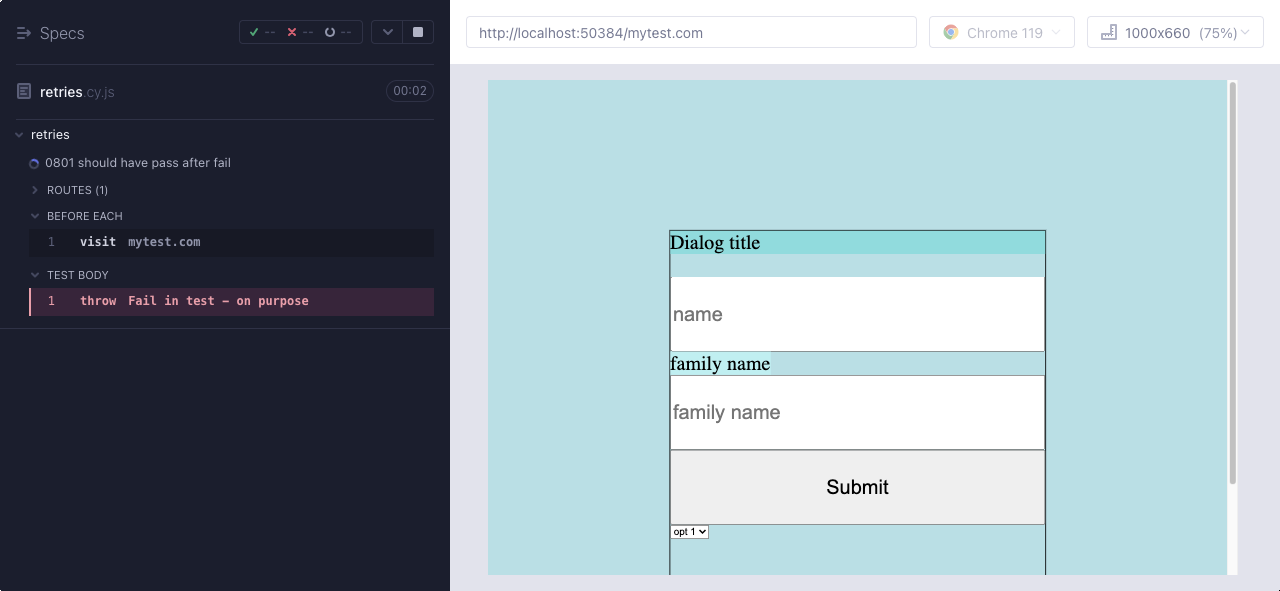 Specs
-- -- --
retries.cy.js
00:02
retries
0801 should have pass after fail
ROUTES (1)
BEFORE EACH
1 visit mytest.com
TEST BODY
1 throw Fail in test – on purpose
http://localhost:50384/mytest.com
Chrome 119
1000x660 (75%)
Dialog title
name
family name
family name
Submit
opt 1